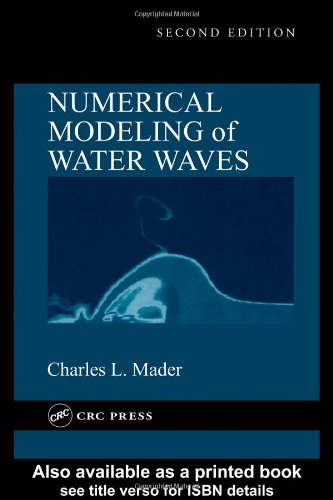 SECOND EDITION
NUMERICAL
MODELING of
WATER WAVES
Charles L. Mader
CRC CRC PRESS
Also available as a printed book
see title verso for ISBN details